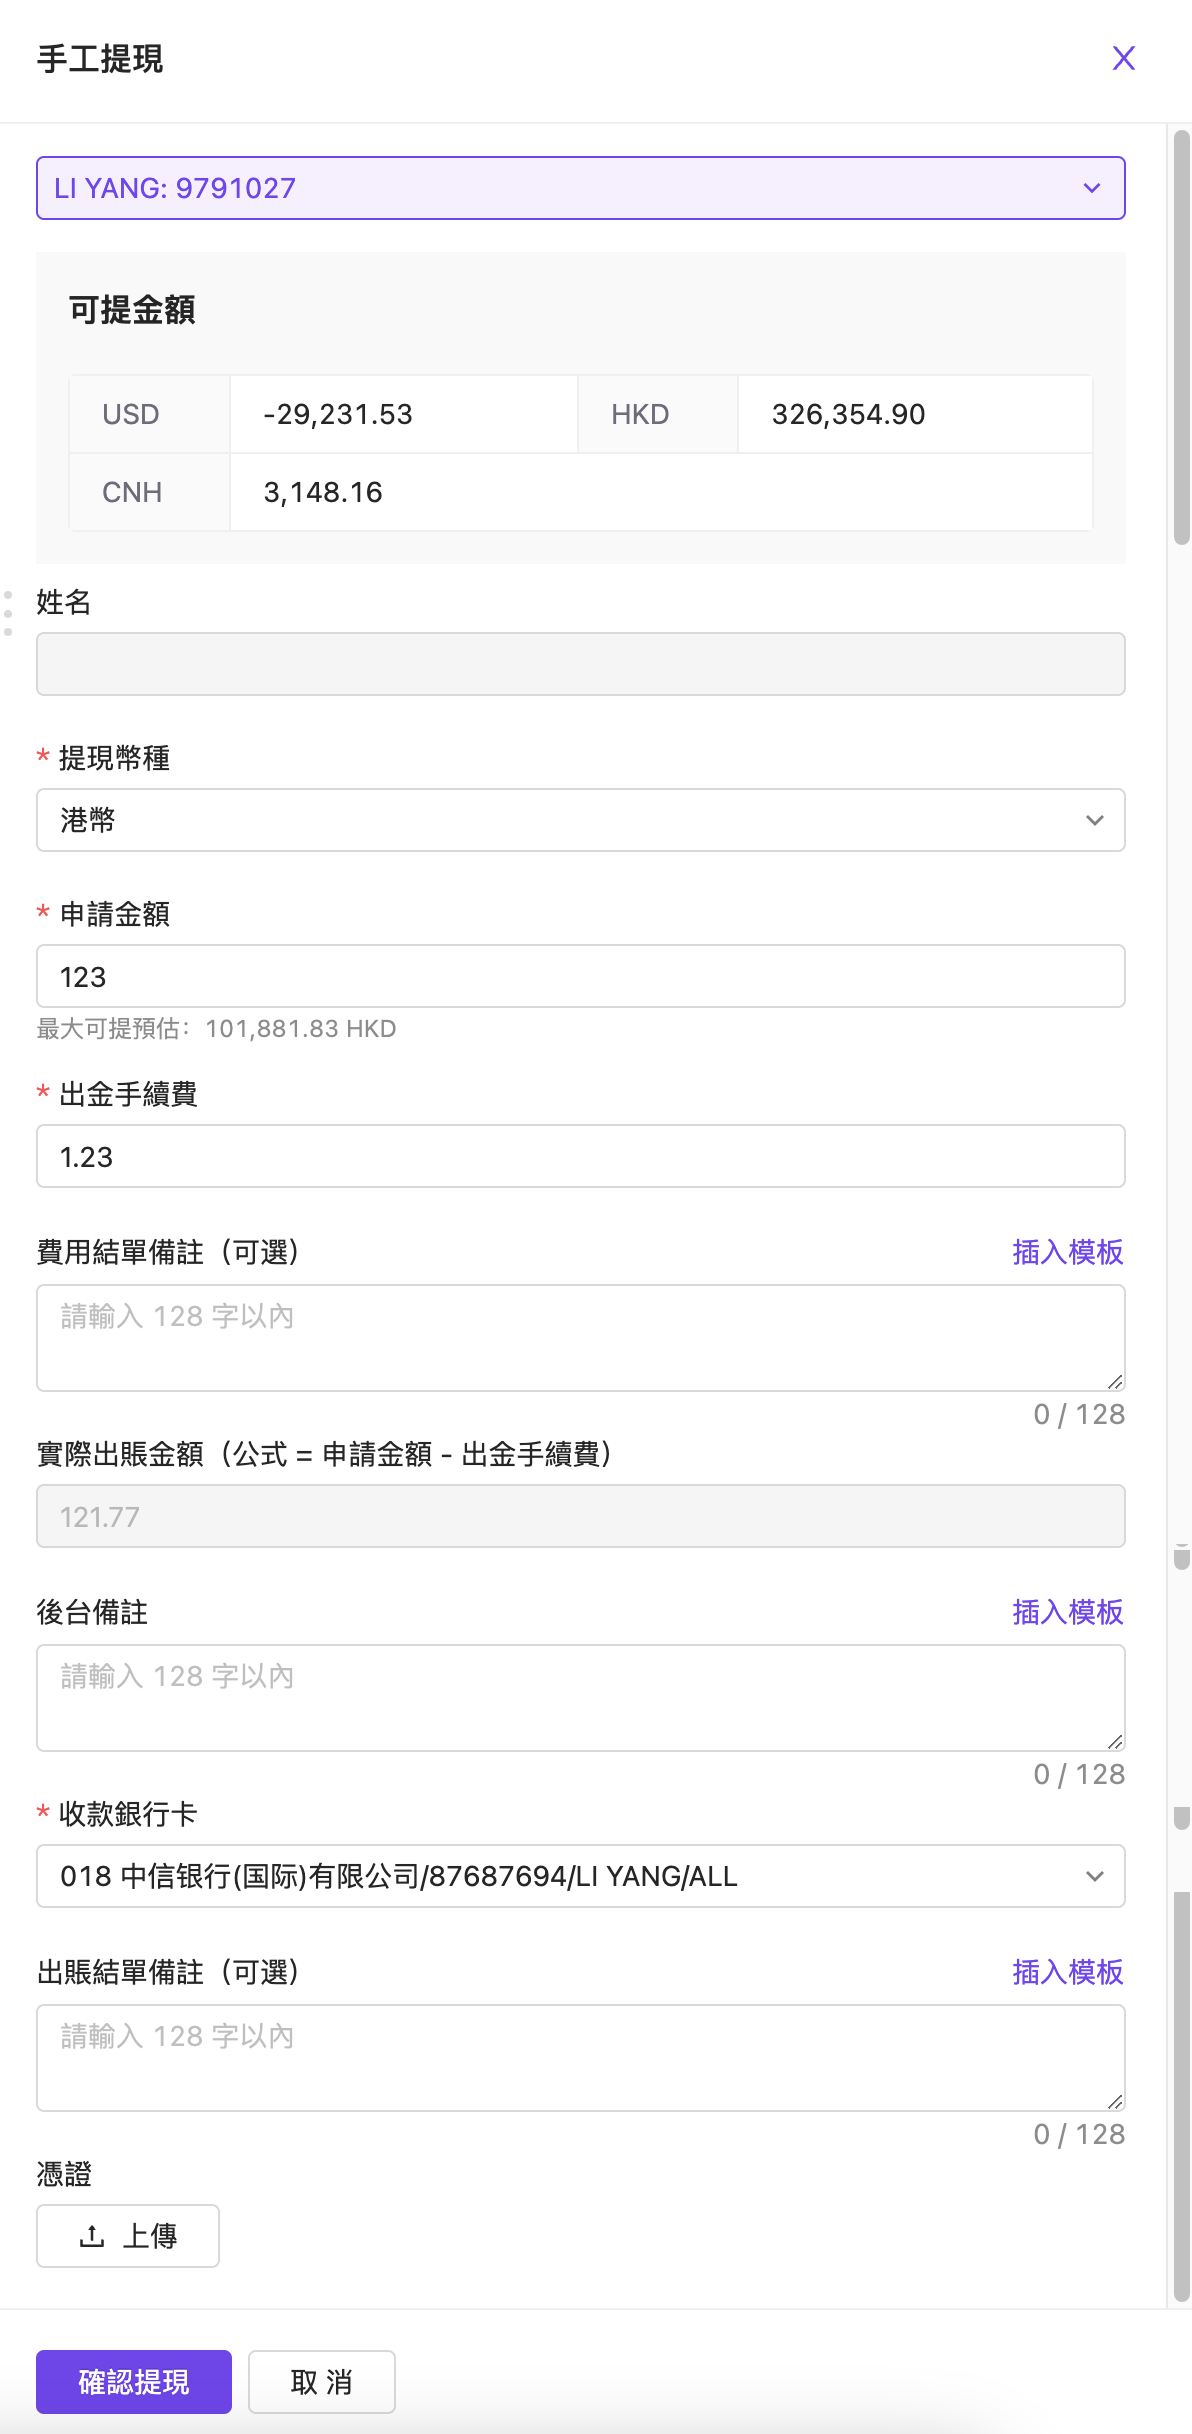 手工提現
LI YANG: 9791027
可提金額
USD -29,231.53 HKD 326,354.90
CNH 3,148.16
姓名
* 提現幣種
港幣
* 申請金額
123
最大可提預估：101,881.83 HKD
* 出金手續費
1.23
費用結單備註（可選） 插入模板
請輸入 128 字以內
0 / 128
實際出賬金額（公式 = 申請金額 - 出金手續費）
121.77
後台備註 插入模板
請輸入 128 字以內
0 / 128
* 收款銀行卡
018 中信银行(国际)有限公司/87687694/LI YANG/ALL
出賬結單備註（可選） 插入模板
請輸入 128 字以內
0 / 128
憑證
上傳
確認提現 取 消